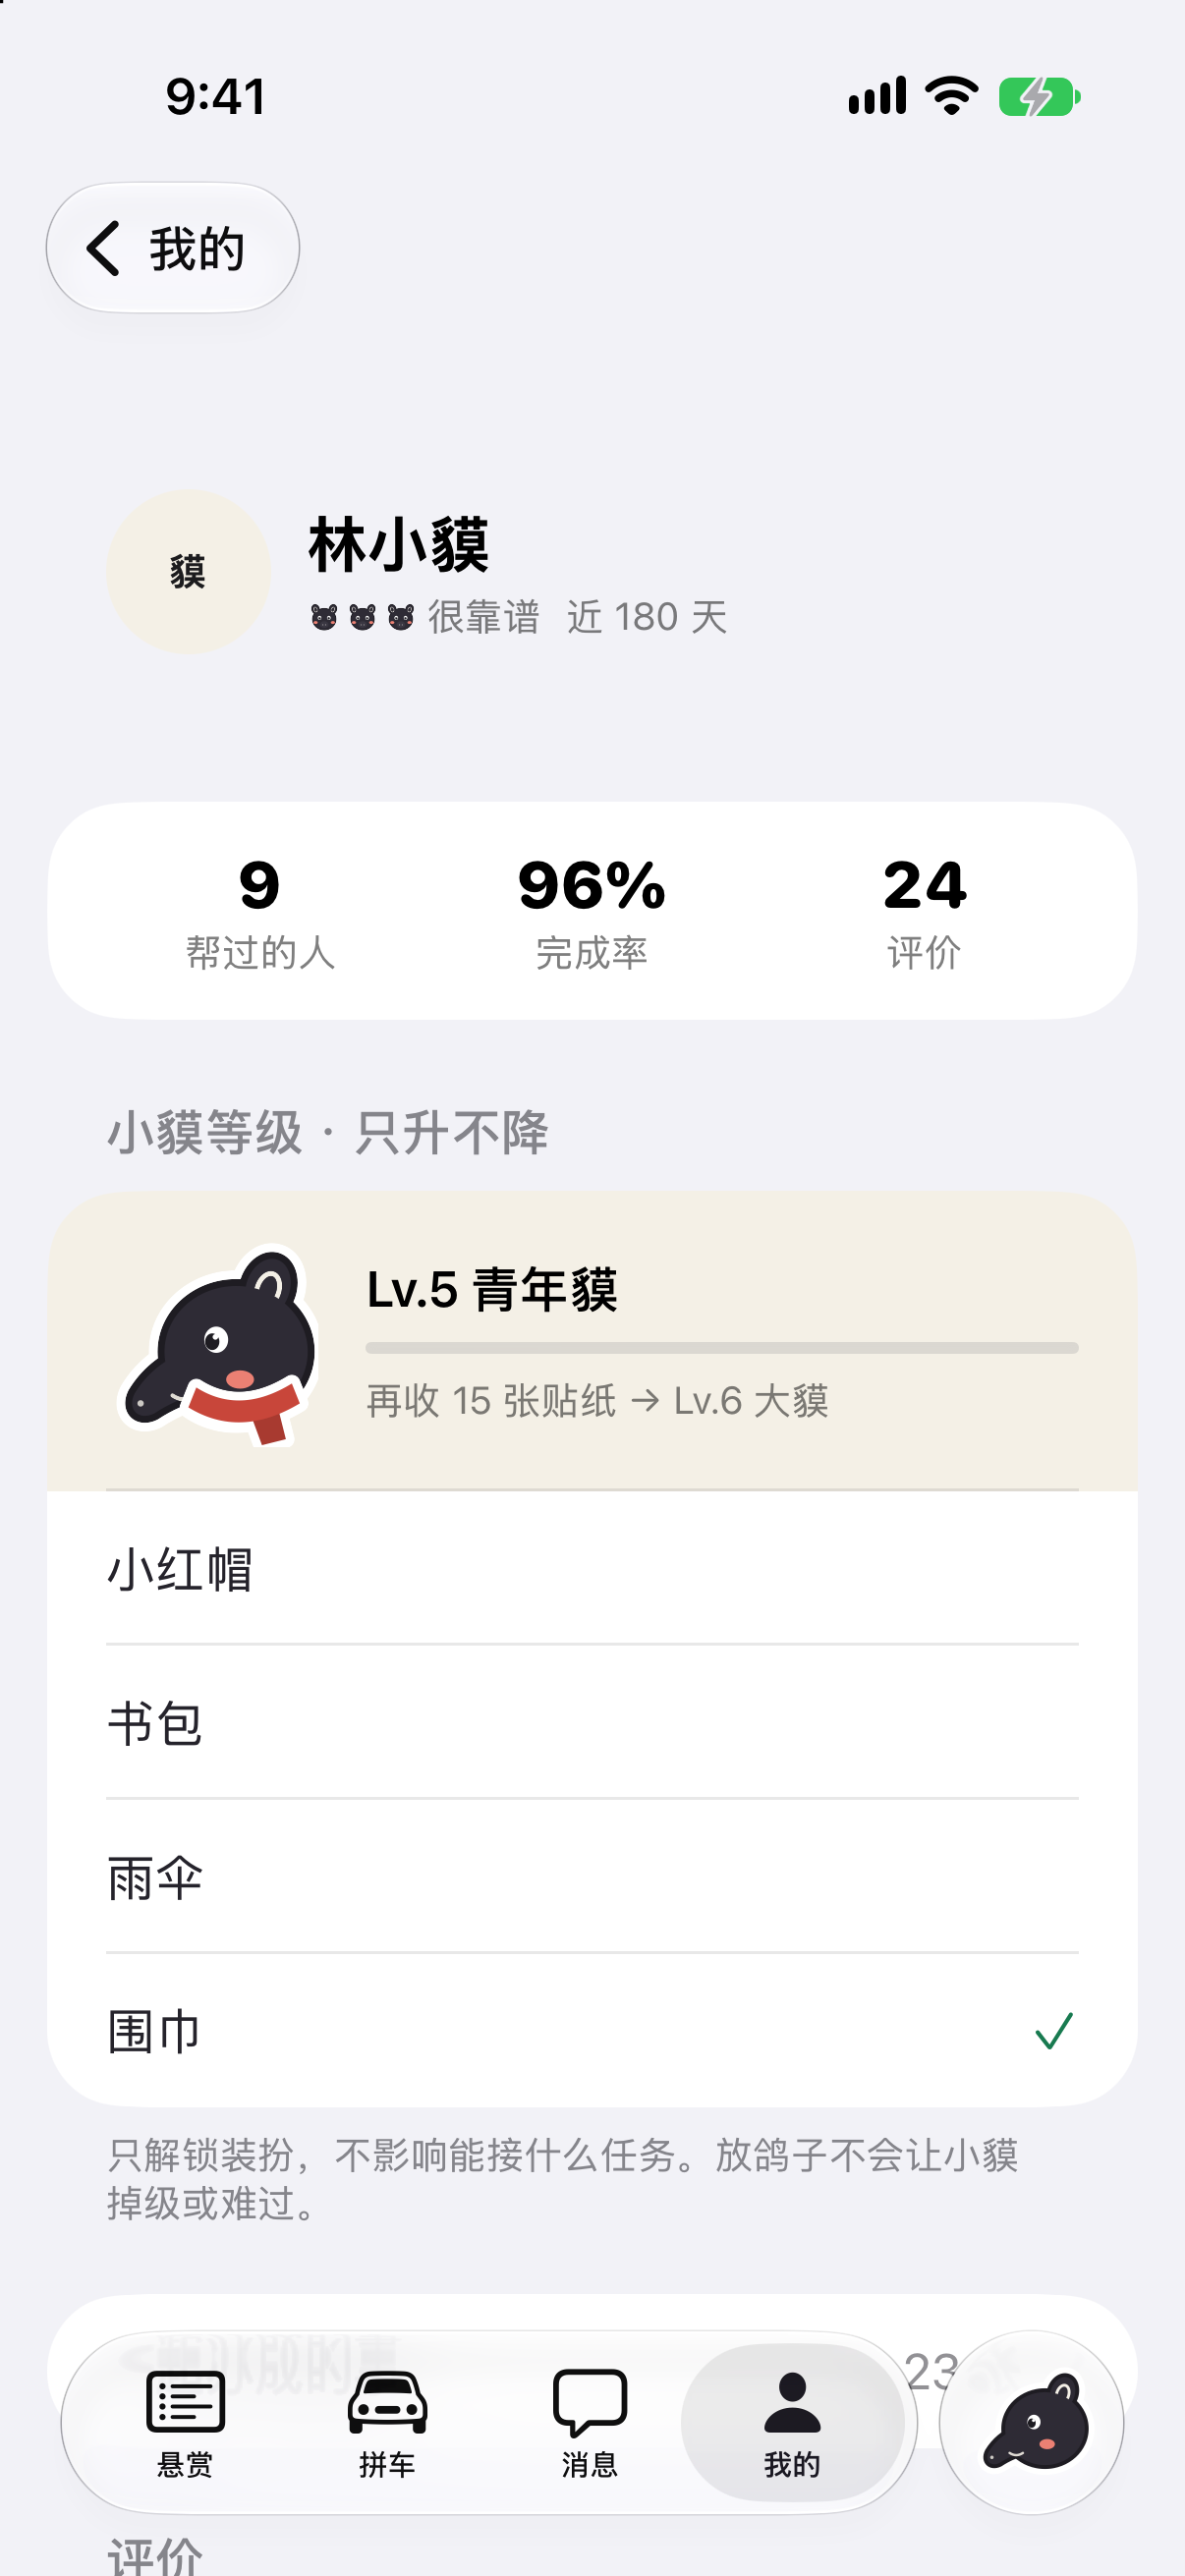 9:41
我的
貘
林小貘
很靠谱 近 180 天
9
96%
24
帮过的人
完成率
评价
小貘等级 · 只升不降
Lv.5 青年貘
再收 15 张贴纸 → Lv.6 大貘
小红帽
书包
雨伞
围巾
只解锁装扮，不影响能接什么任务。放鸽子不会让小貘
掉级或难过。
23
悬赏
拼车
消息
我的
评价